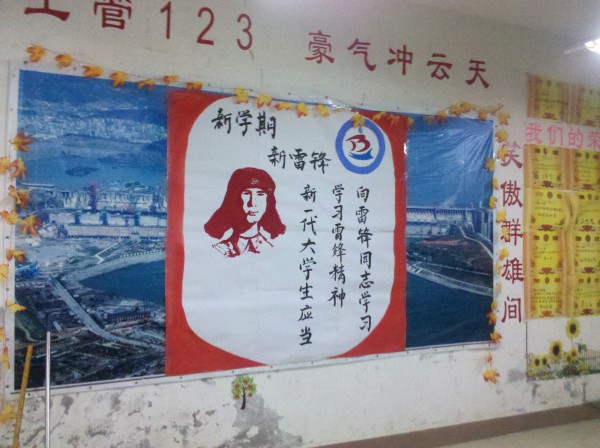 工管123 豪气冲云天
新学期
新雷锋
向雷锋同志学习
学习雷锋精神
新一代大学生应当
笑傲群雄间
我们的荣